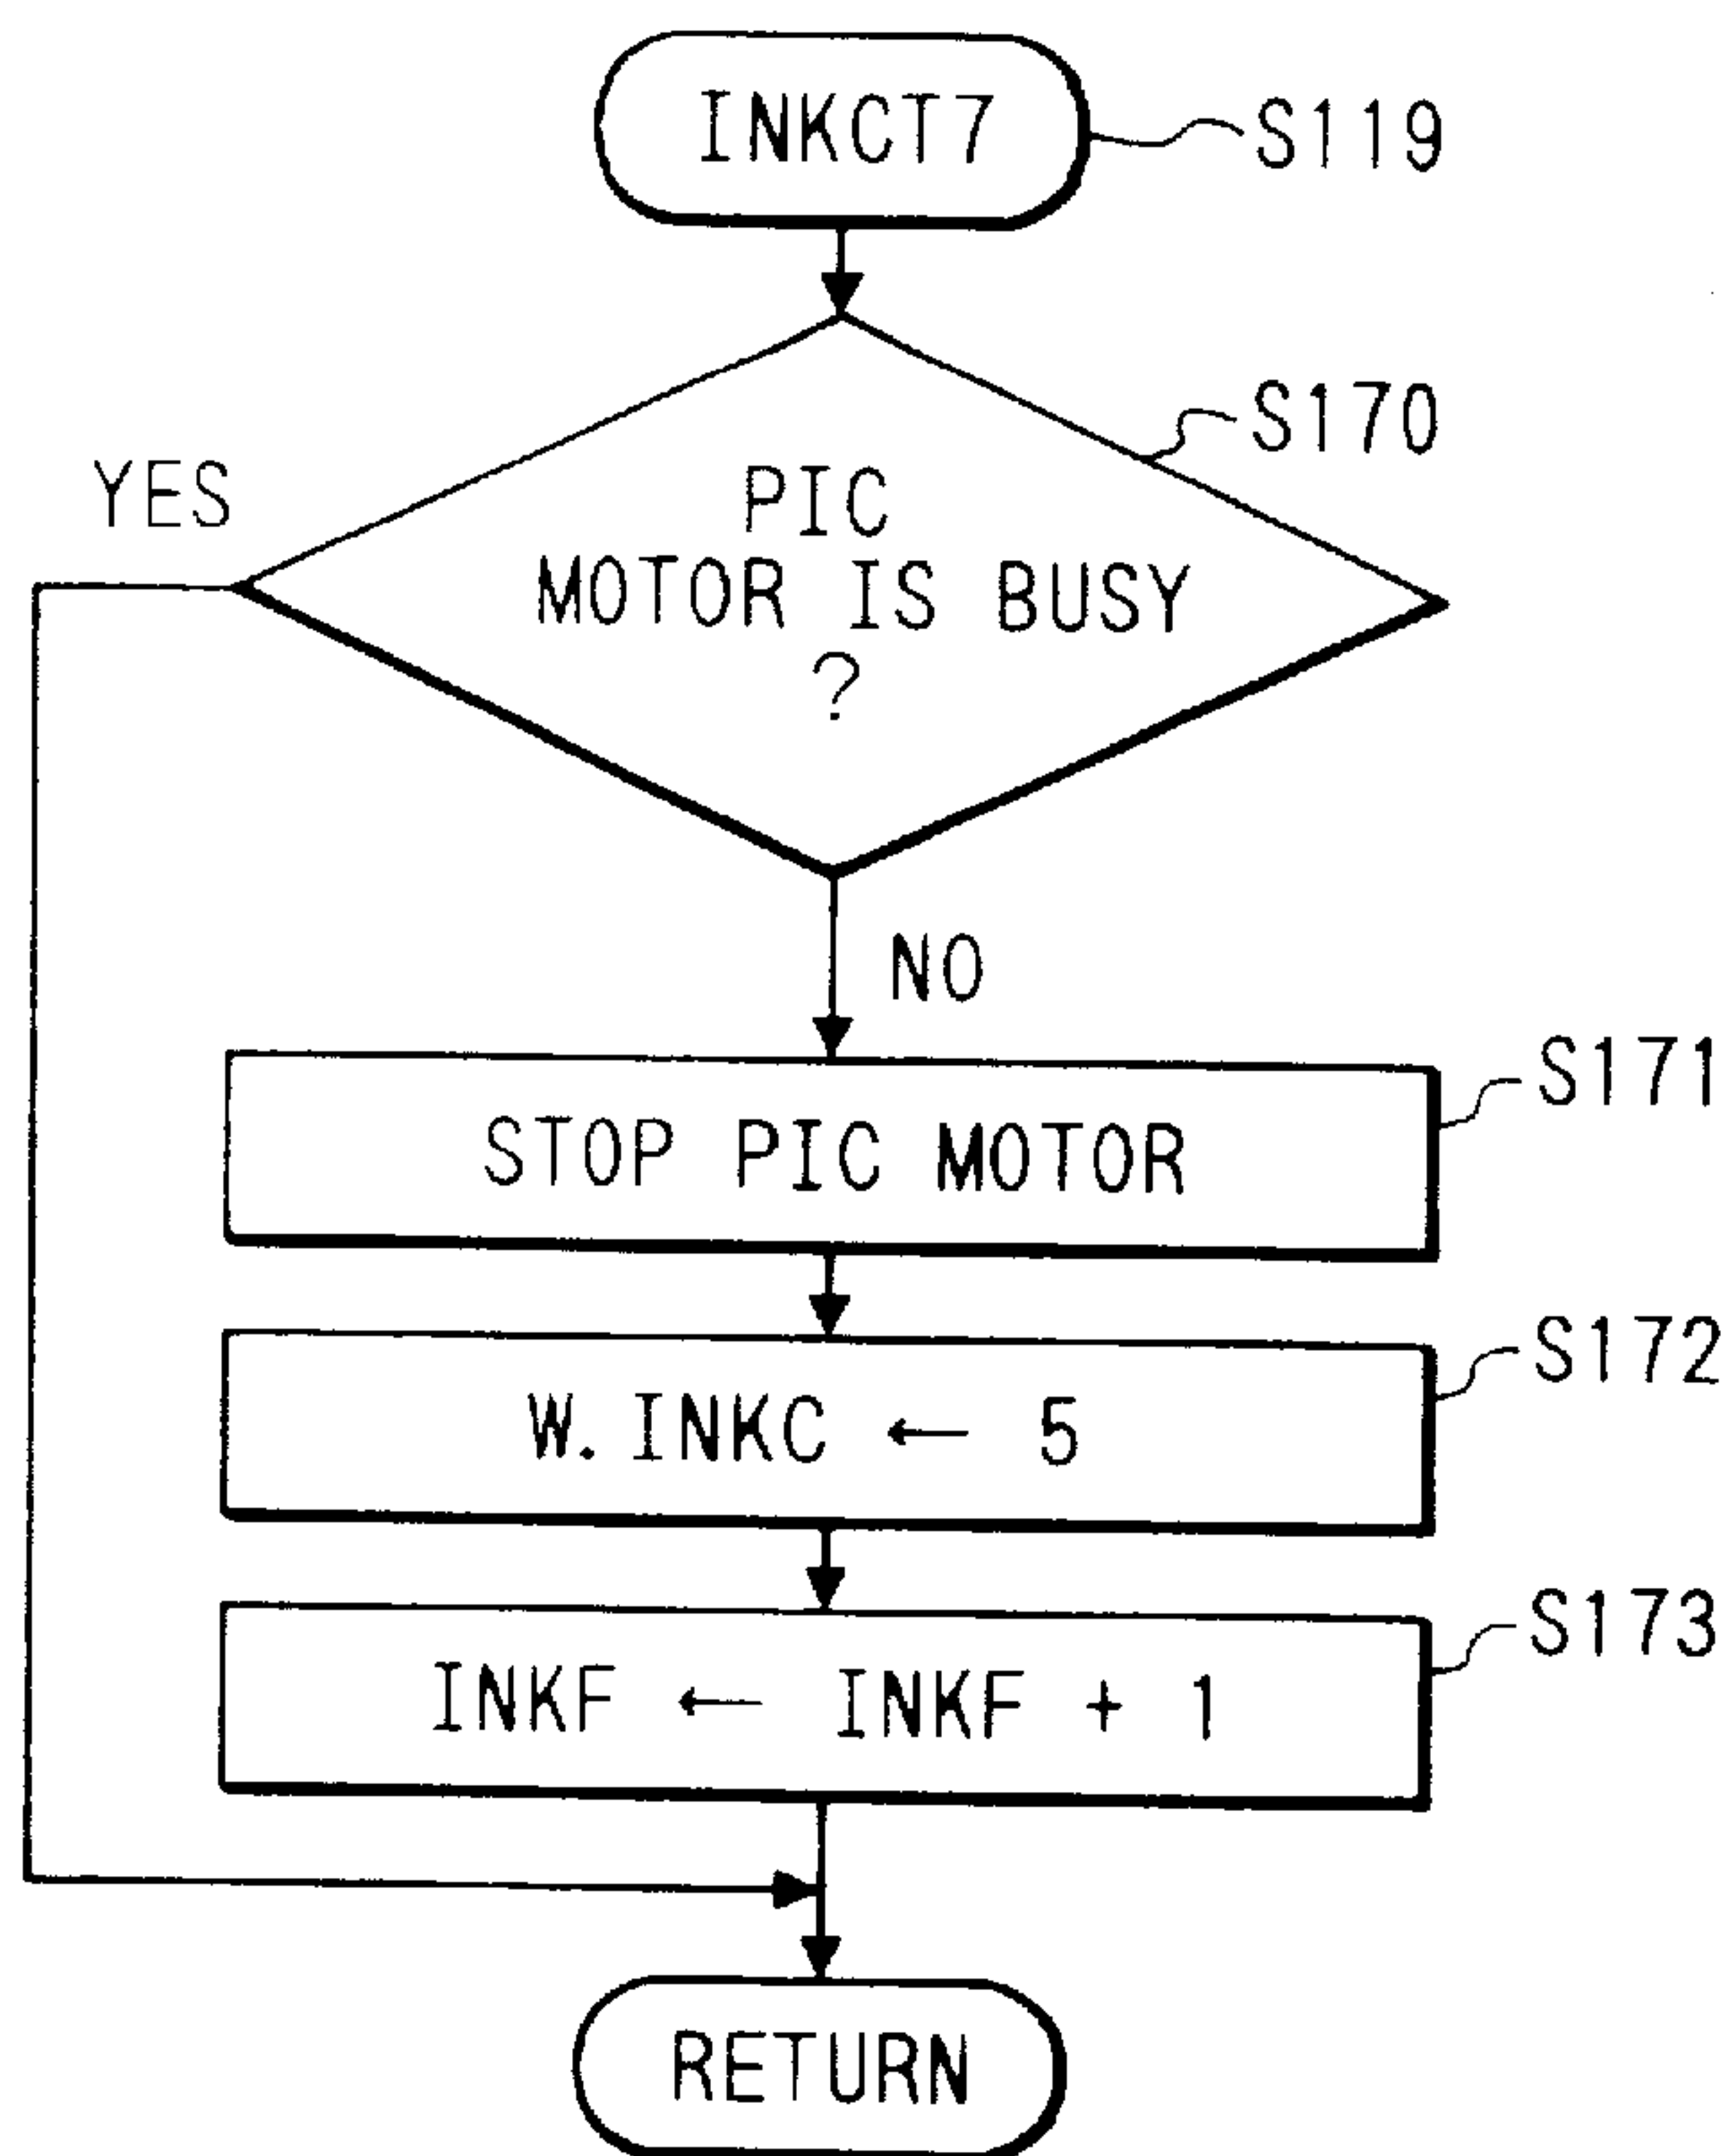 INKCT7
S119
S170
YES
PIC
MOTOR IS BUSY
?
NO
S171
STOP PIC MOTOR
S172
W.INKC ← 5
S173
INKF ← INKF + 1
RETURN